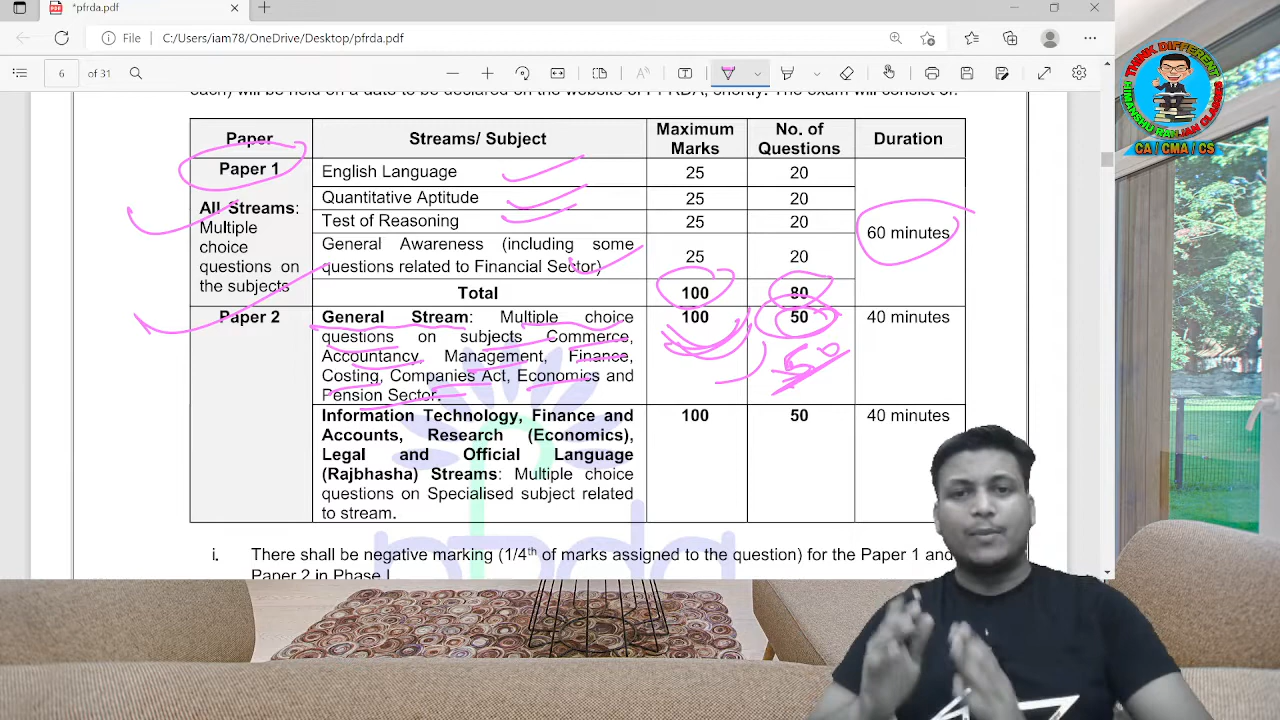 *pfrda.pdf
File
C:/Users/iam78/OneDrive/Desktop/pfrda.pdf
6
of 31
each) will be held on a date to be
on the website of PFRDA, shortly. The exam will consist of:
Paper
Streams/ Subject
Maximum
Marks
No. of
Questions
Duration
Paper 1
All Streams:
Multiple
choice
questions on
the subjects
English Language
25
20
Quantitative Aptitude
25
20
Test of Reasoning
25
20
General Awareness (including some
questions related to Financial Sector)
25
20
60 minutes
Total
100
80
Paper 2
General Stream: Multiple choice
questions on subjects Commerce,
Accountancy, Management, Finance,
Costing, Companies Act, Economics and
Pension Sector.
100
50
50
40 minutes
Information Technology, Finance and
Accounts, Research (Economics),
Legal and Official Language
(Rajbhasha) Streams: Multiple choice
questions on Specialised subject related
to stream.
100
50
40 minutes
i. There shall be negative marking (1/4th of marks assigned to the question) for the Paper 1 and
Paper 2 in Phase I
THINK DIFFERENT
HIMANSHU RANJAN CLASSES
CA / CMA / CS